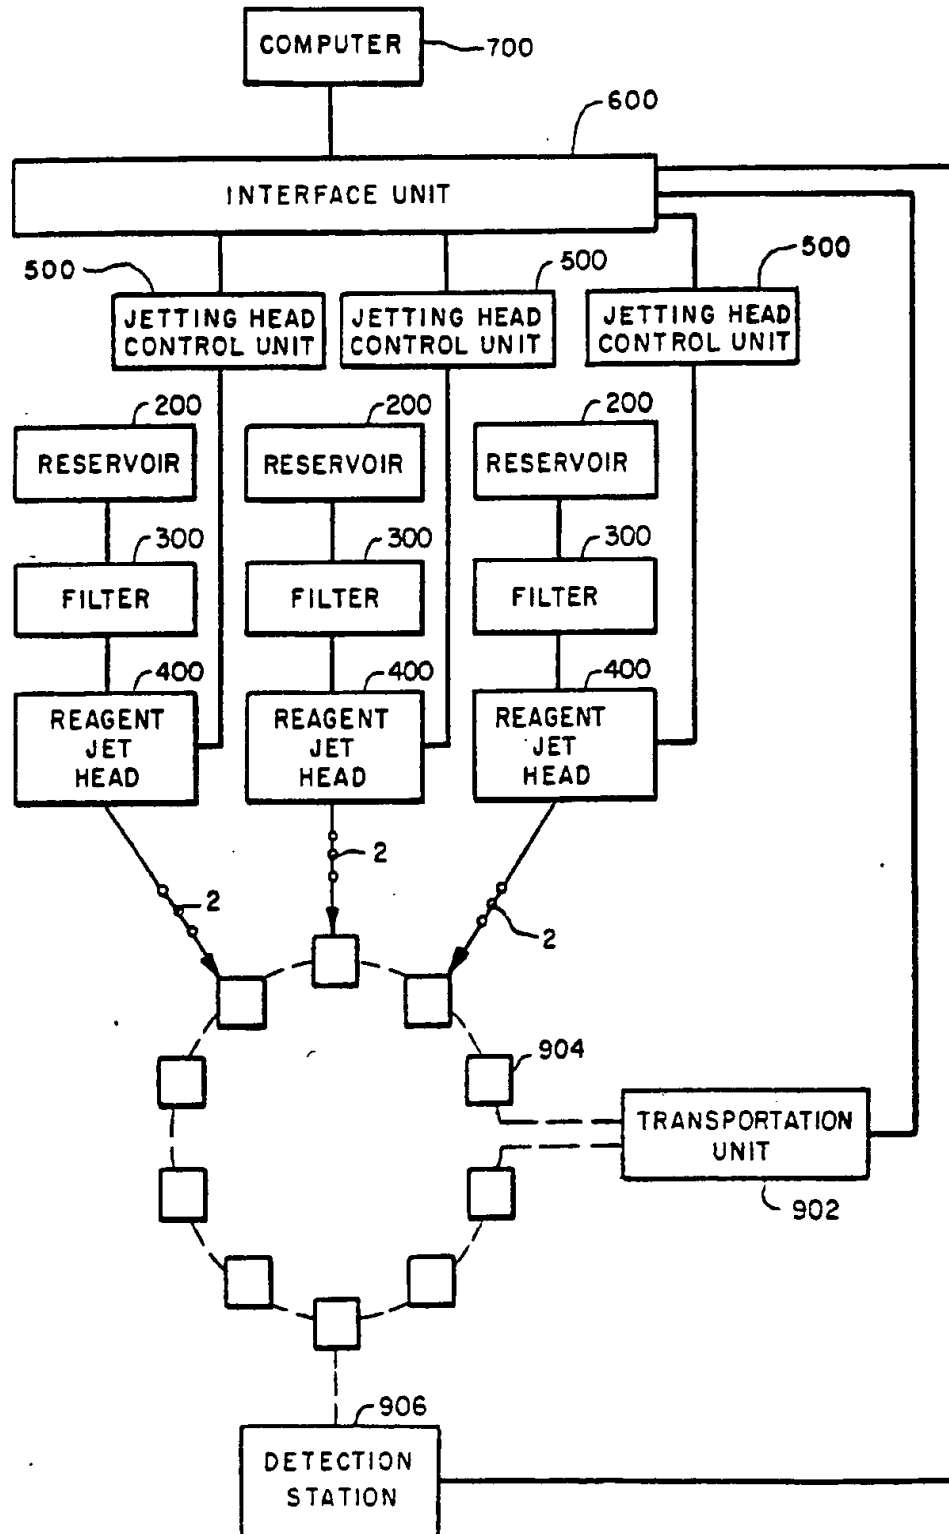 COMPUTER
700
600
INTERFACE UNIT
500
500
500
JETTING HEAD
CONTROL UNIT
JETTING HEAD
CONTROL UNIT
JETTING HEAD
CONTROL UNIT
200
200
200
RESERVOIR
RESERVOIR
RESERVOIR
300
300
300
FILTER
FILTER
FILTER
400
400
400
REAGENT
JET
HEAD
REAGENT
JET
HEAD
REAGENT
JET
HEAD
2
2
2
904
TRANSPORTATION
UNIT
902
906
DETECTION
STATION